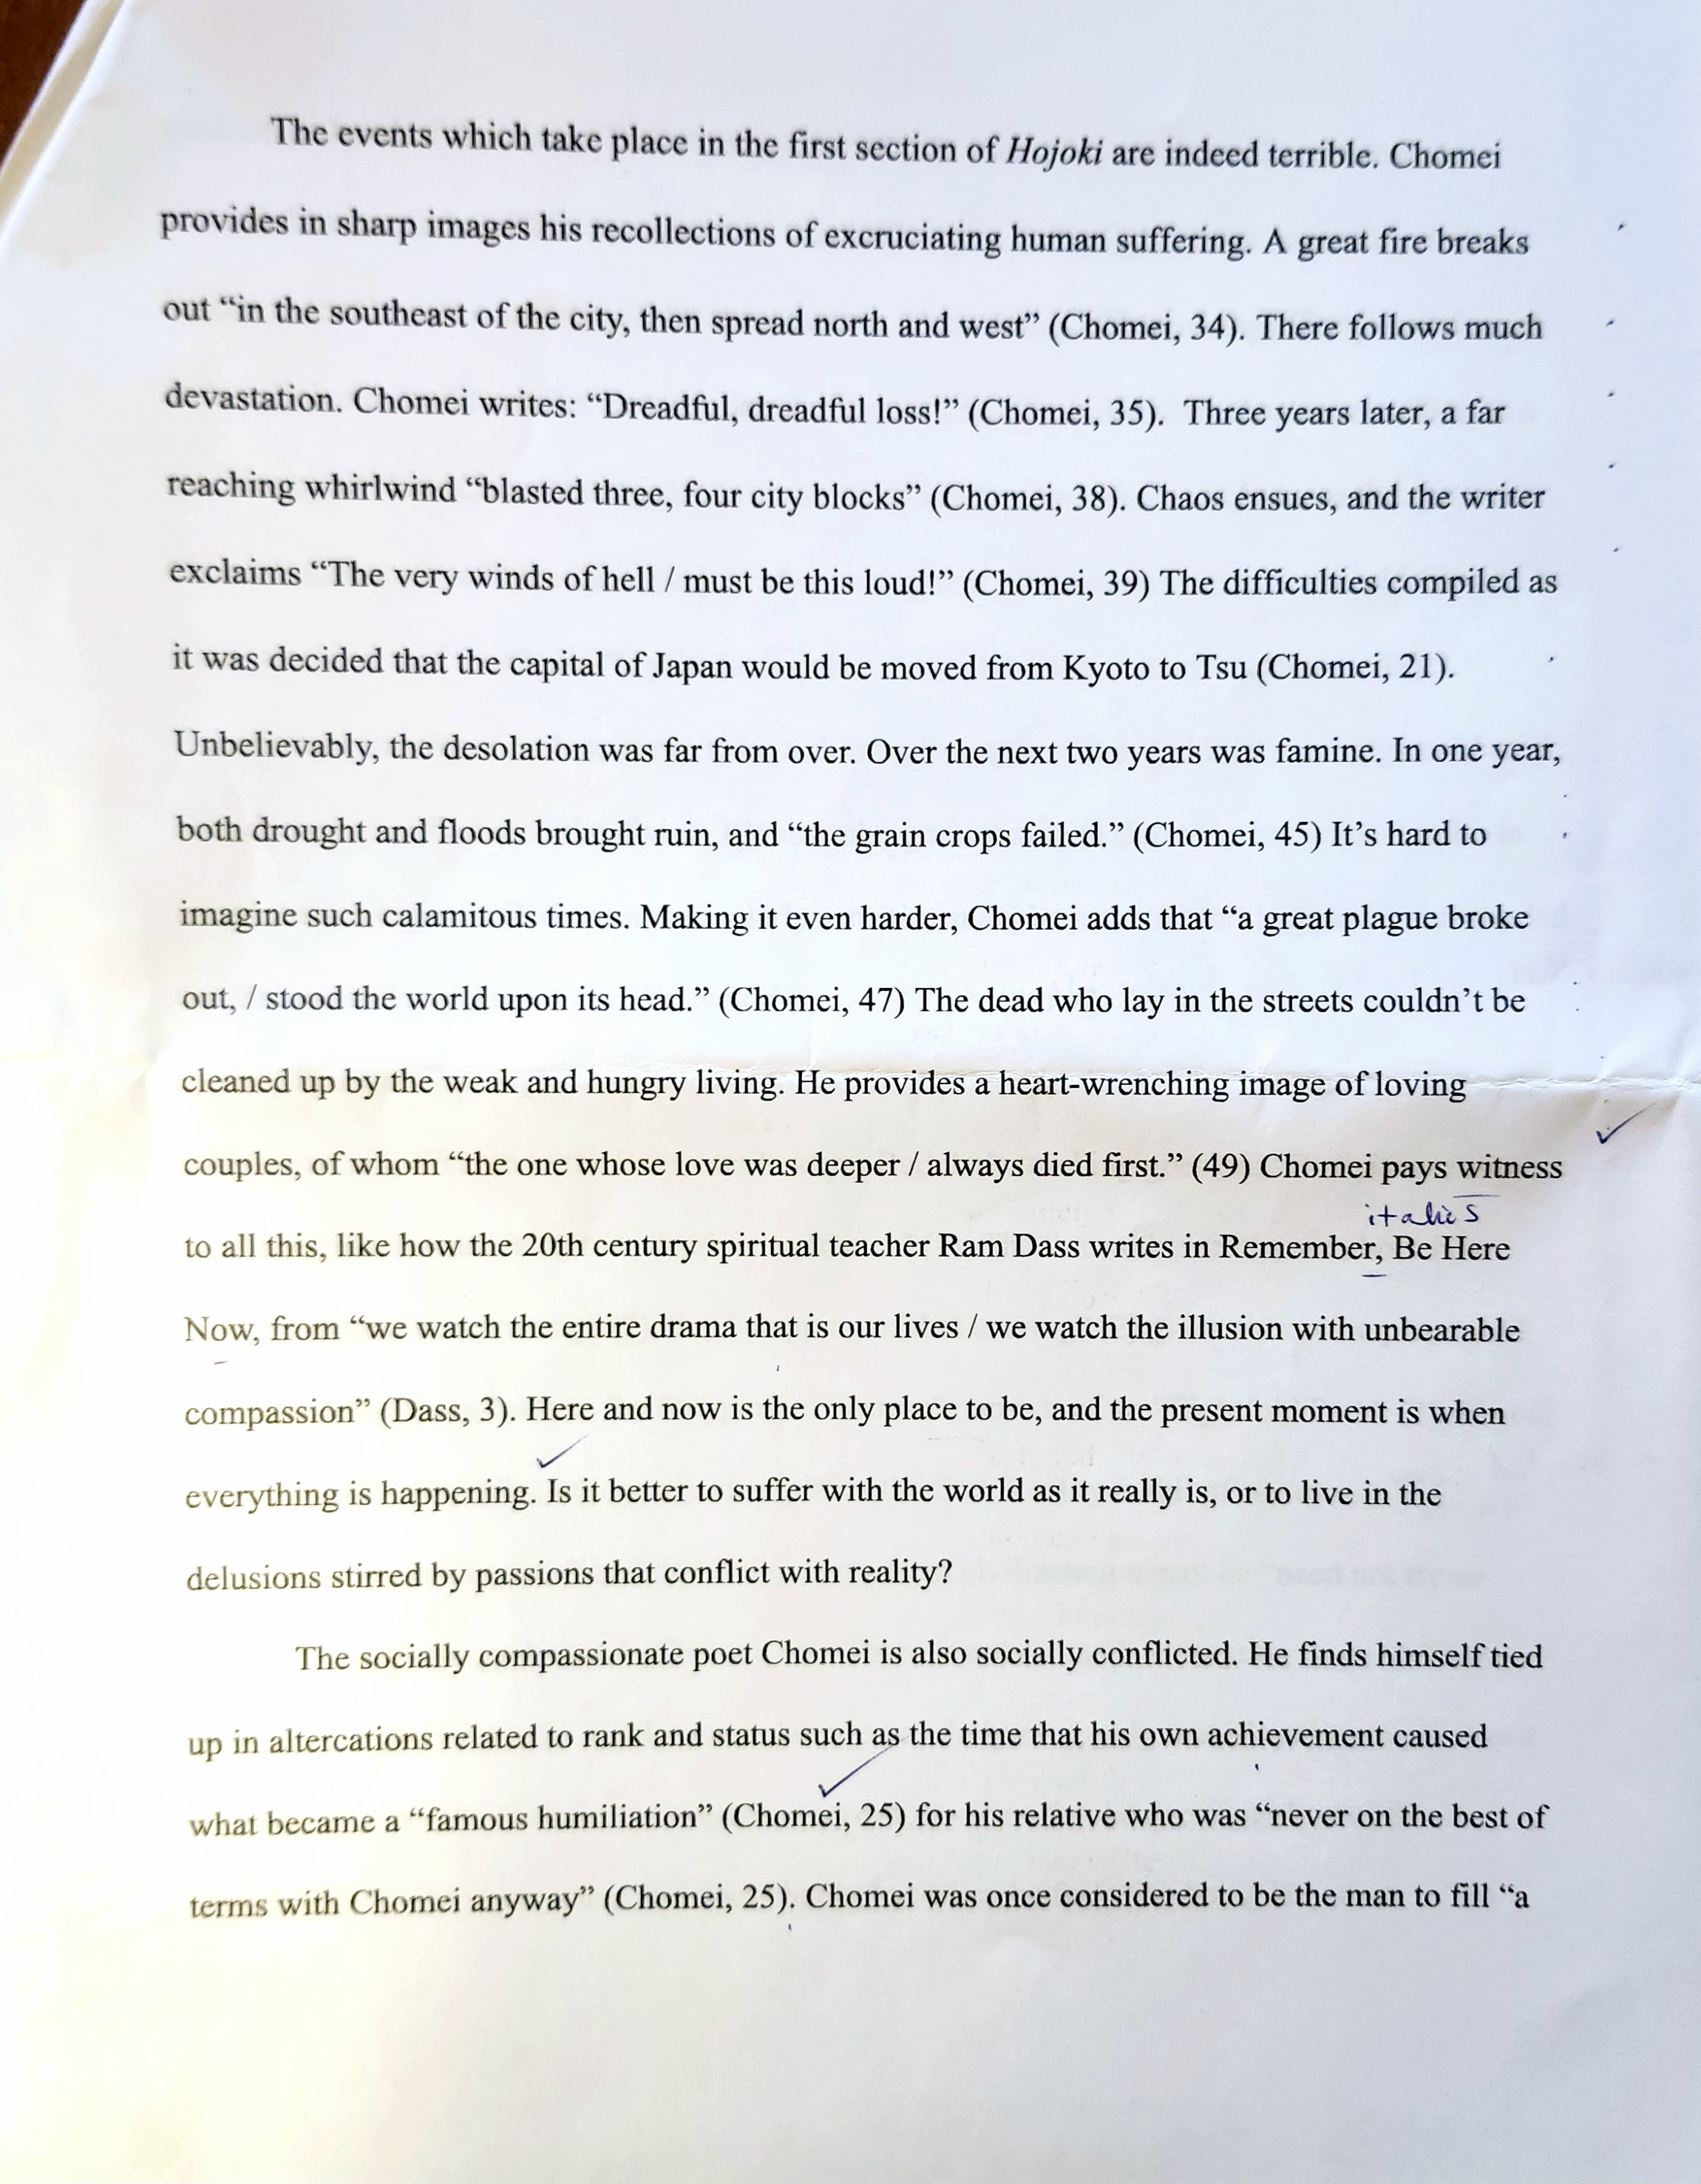 The events which take place in the first section of Hojoki are indeed terrible. Chomei
provides in sharp images his recollections of excruciating human suffering. A great fire breaks
out “in the southeast of the city, then spread north and west” (Chomei, 34). There follows much
devastation. Chomei writes: “Dreadful, dreadful loss!” (Chomei, 35).  Three years later, a far
reaching whirlwind “blasted three, four city blocks” (Chomei, 38). Chaos ensues, and the writer
exclaims “The very winds of hell / must be this loud!” (Chomei, 39) The difficulties compiled as
it was decided that the capital of Japan would be moved from Kyoto to Tsu (Chomei, 21).
Unbelievably, the desolation was far from over. Over the next two years was famine. In one year,
both drought and floods brought ruin, and “the grain crops failed.” (Chomei, 45) It’s hard to
imagine such calamitous times. Making it even harder, Chomei adds that “a great plague broke
out, / stood the world upon its head.” (Chomei, 47) The dead who lay in the streets couldn’t be
cleaned up by the weak and hungry living. He provides a heart-wrenching image of loving
couples, of whom “the one whose love was deeper / always died first.” (49) Chomei pays witness
italics
to all this, like how the 20th century spiritual teacher Ram Dass writes in Remember, Be Here
Now, from “we watch the entire drama that is our lives / we watch the illusion with unbearable
compassion” (Dass, 3). Here and now is the only place to be, and the present moment is when
everything is happening. Is it better to suffer with the world as it really is, or to live in the
delusions stirred by passions that conflict with reality?
The socially compassionate poet Chomei is also socially conflicted. He finds himself tied
up in altercations related to rank and status such as the time that his own achievement caused
what became a “famous humiliation” (Chomei, 25) for his relative who was “never on the best of
terms with Chomei anyway” (Chomei, 25). Chomei was once considered to be the man to fill “a